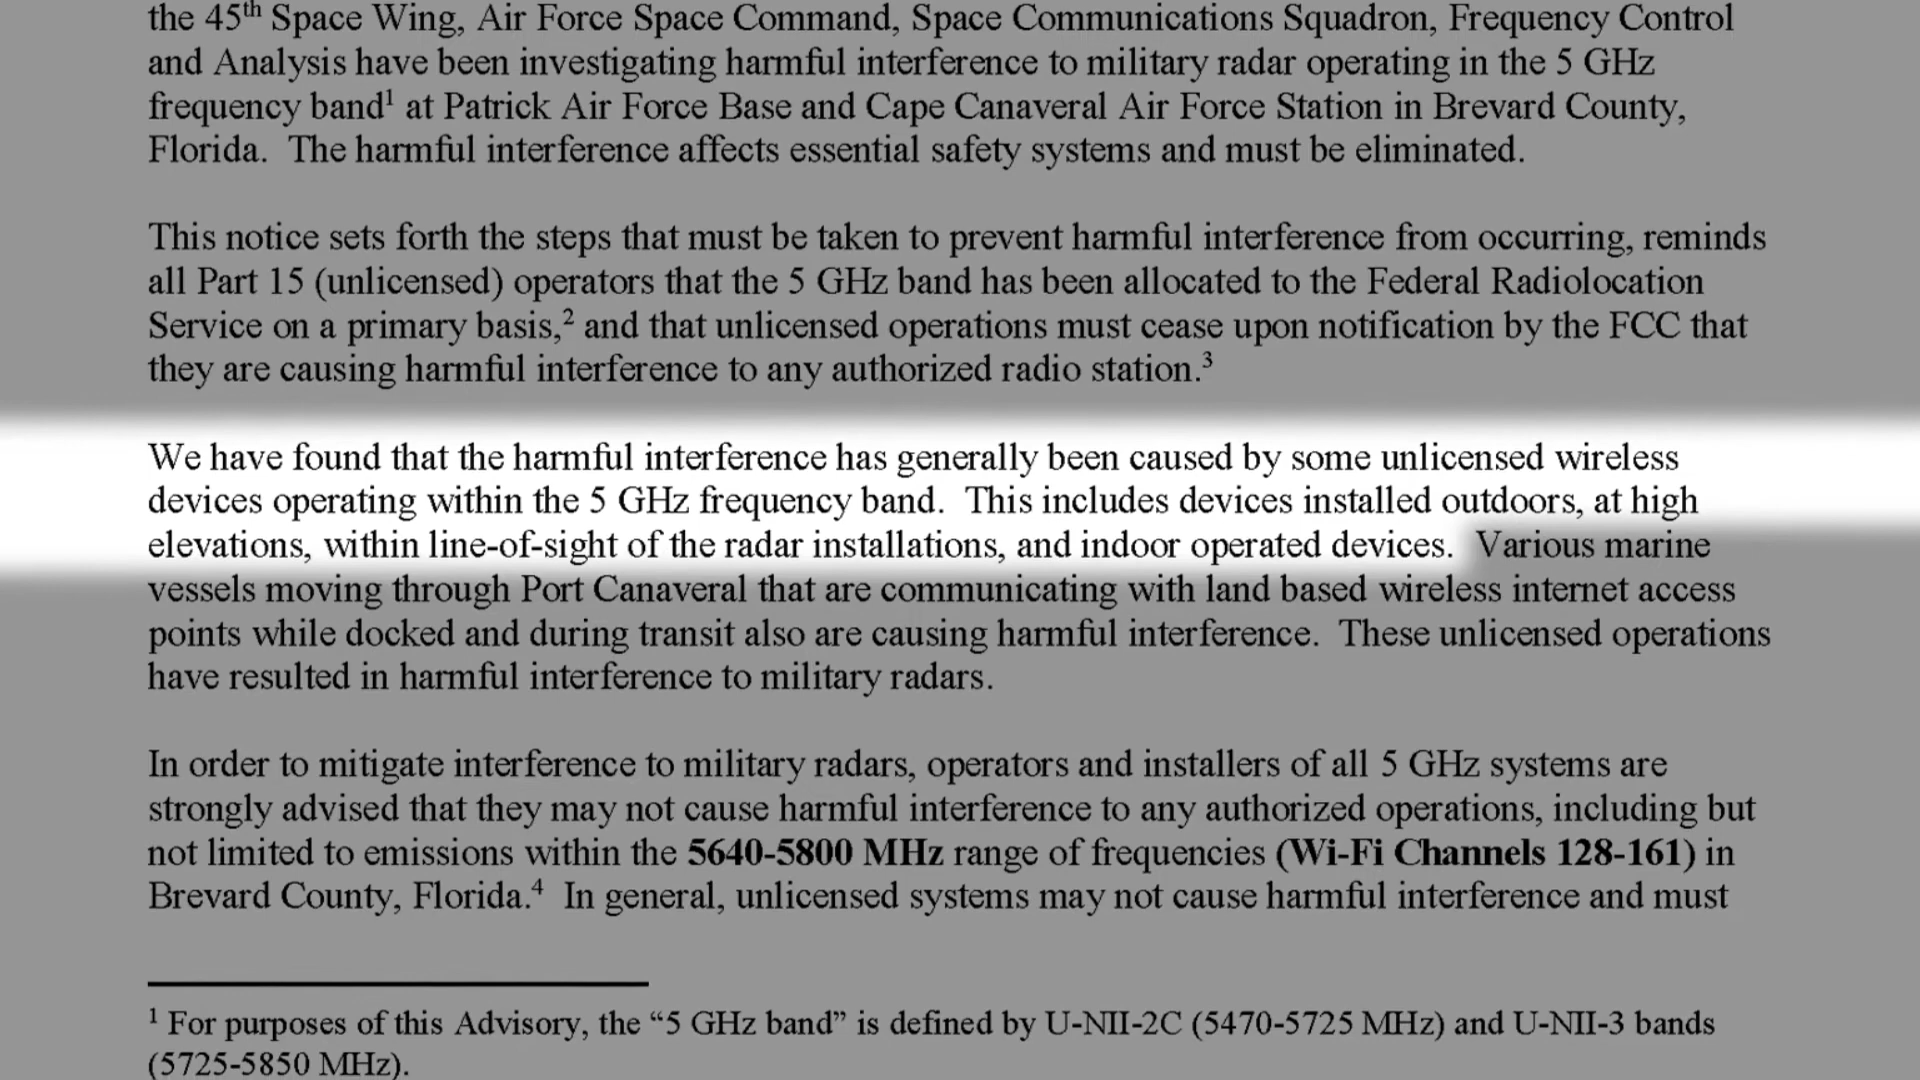 the 45th Space Wing, Air Force Space Command, Space Communications Squadron, Frequency Control
and Analysis have been investigating harmful interference to military radar operating in the 5 GHz
frequency band1 at Patrick Air Force Base and Cape Canaveral Air Force Station in Brevard County,
Florida.  The harmful interference affects essential safety systems and must be eliminated.
This notice sets forth the steps that must be taken to prevent harmful interference from occurring, reminds
all Part 15 (unlicensed) operators that the 5 GHz band has been allocated to the Federal Radiolocation
Service on a primary basis,2 and that unlicensed operations must cease upon notification by the FCC that
they are causing harmful interference to any authorized radio station.3
We have found that the harmful interference has generally been caused by some unlicensed wireless
devices operating within the 5 GHz frequency band.  This includes devices installed outdoors, at high
elevations, within line-of-sight of the radar installations, and indoor operated devices.  Various marine
vessels moving through Port Canaveral that are communicating with land based wireless internet access
points while docked and during transit also are causing harmful interference.  These unlicensed operations
have resulted in harmful interference to military radars.
In order to mitigate interference to military radars, operators and installers of all 5 GHz systems are
strongly advised that they may not cause harmful interference to any authorized operations, including but
not limited to emissions within the 5640-5800 MHz range of frequencies (Wi-Fi Channels 128-161) in
Brevard County, Florida.4  In general, unlicensed systems may not cause harmful interference and must
1 For purposes of this Advisory, the “5 GHz band” is defined by U-NII-2C (5470-5725 MHz) and U-NII-3 bands
(5725-5850 MHz).